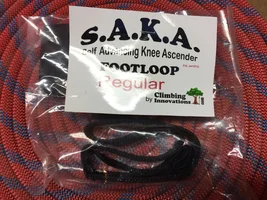 S.A.K.A.
Self Advancing Knee Ascender
FOOTLOOP
Regular
by Climbing
Innovations